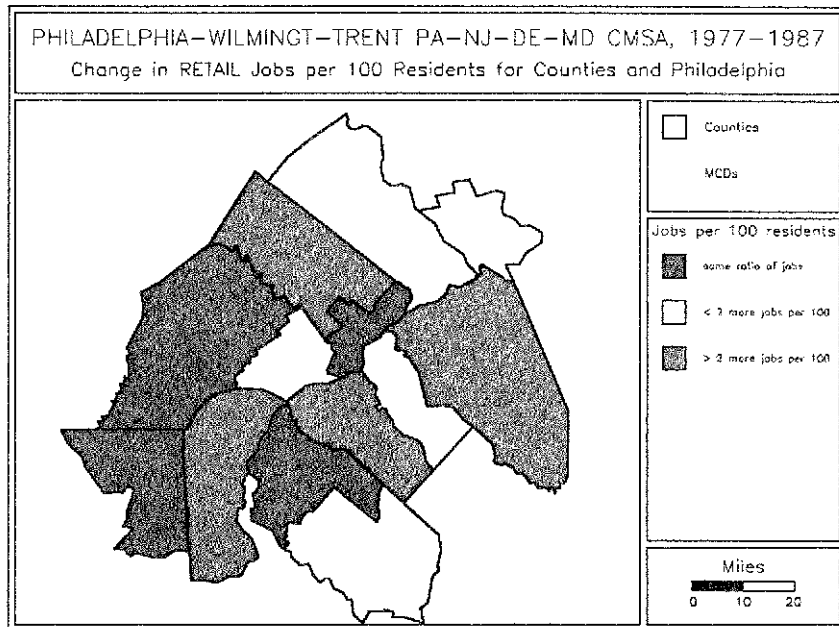 PHILADELPHIA-WILMINGT-TRENT PA-NJ-DE-MD CMSA, 1977-1987
Change in RETAIL Jobs per 100 Residents for Counties and Philadelphia
Counties
MCDs
Jobs per 100 residents
same ratio of jobs
< 2 more jobs per 100
> 2 more jobs per 100
Miles
0 10 20